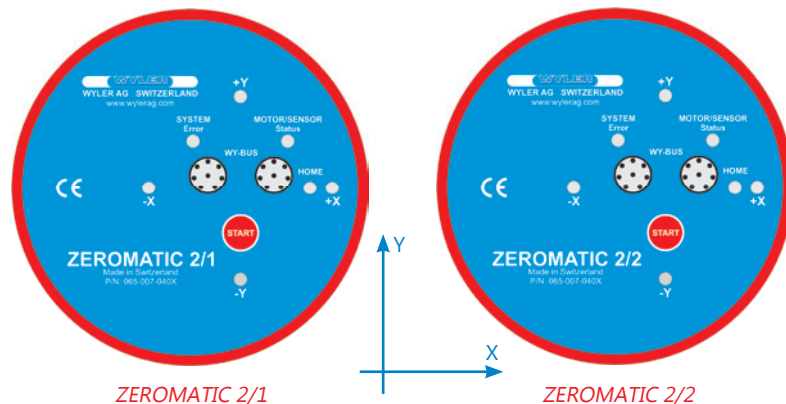 WYLER
WYLER AG SWITZERLAND
www.wylerag.com
+Y
SYSTEM
Error
MOTOR/SENSOR
Status
WY-BUS
HOME
CE
-X
+X
START
ZEROMATIC 2/1
Made in Switzerland
P/N: 065-007-040X
-Y
ZEROMATIC 2/1
Y
X
WYLER
WYLER AG SWITZERLAND
www.wylerag.com
+Y
SYSTEM
Error
MOTOR/SENSOR
Status
WY-BUS
HOME
CE
-X
+X
START
ZEROMATIC 2/2
Made in Switzerland
P/N: 065-007-040X
-Y
ZEROMATIC 2/2